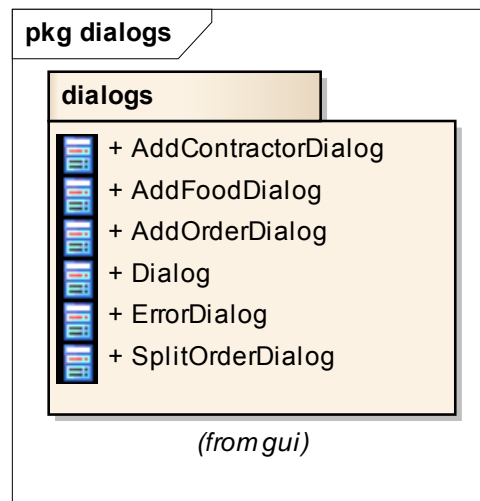 pkg dialogs
dialogs
+ AddContractorDialog
+ AddFoodDialog
+ AddOrderDialog
+ Dialog
+ ErrorDialog
+ SplitOrderDialog
(from gui)